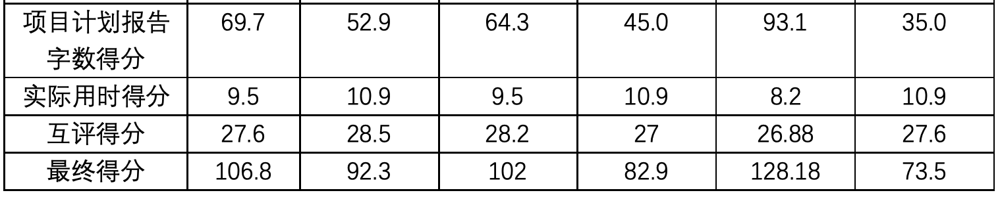 项目计划报告 69.7 52.9 64.3 45.0 93.1 35.0
字数得分
实际用时得分 9.5 10.9 9.5 10.9 8.2 10.9
互评得分 27.6 28.5 28.2 27 26.88 27.6
最终得分 106.8 92.3 102 82.9 128.18 73.5